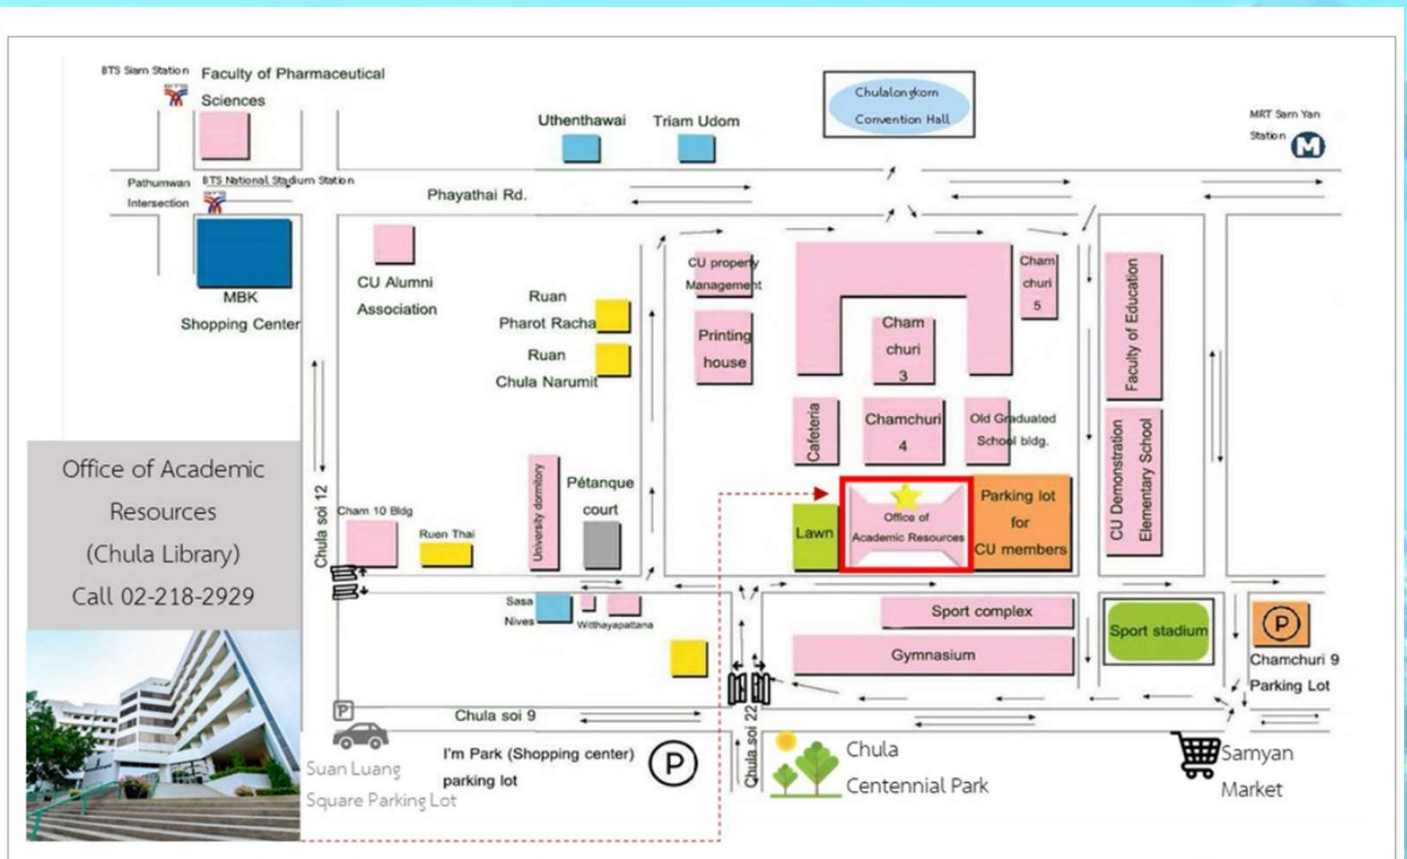 BTS Siam Station
Faculty of Pharmaceutical
Sciences
BTS
Uthenthawai
Triam Udom
Chulalongkorn
Convention Hall
MRT Sam Yan
Station
M
Pathumwan
Intersection
BTS National Stadium Station
BTS
Phayathai Rd.
MBK
Shopping Center
CU Alumni
Association
Ruan
Pharot Racha
Ruan
Chula Narumit
CU property
Management
Printing
house
Cham
churi
3
Cham
churi
5
Faculty of Education
Cafeteria
Chamchuri
4
Old Graduated
School bldg.
CU Demonstration
Elementary School
Office of Academic
Resources
(Chula Library)
Call 02-218-2929
Chula soi 12
Cham 10 Bldg
Ruen Thai
University dormitory
Pétanque
court
Lawn
Office of
Academic Resources
Parking lot
for
CU members
Sasa
Nives
Witthayapattana
Sport complex
Gymnasium
Sport stadium
P
Chamchuri 9
Parking Lot
P
Chula soi 9
Chula soi 22
Suan Luang
Square Parking Lot
I'm Park (Shopping center)
parking lot
P
Chula
Centennial Park
Samyan
Market